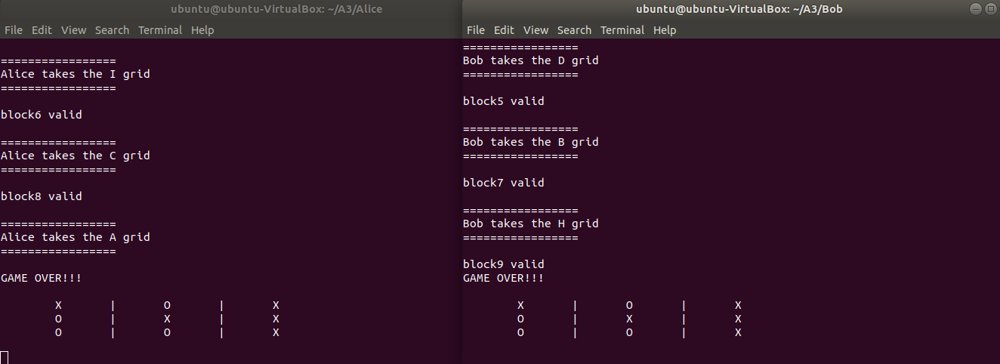 ubuntu@ubuntu-VirtualBox: ~/A3/Alice
File Edit View Search Terminal Help
=================
Alice takes the I grid
=================
block6 valid
=================
Alice takes the C grid
=================
block8 valid
=================
Alice takes the A grid
=================
GAME OVER!!!
X | O | X
O | X | X
O | O | X
ubuntu@ubuntu-VirtualBox: ~/A3/Bob
File Edit View Search Terminal Help
=================
Bob takes the D grid
=================
block5 valid
=================
Bob takes the B grid
=================
block7 valid
=================
Bob takes the H grid
=================
block9 valid
GAME OVER!!!
X | O | X
O | X | X
O | O | X